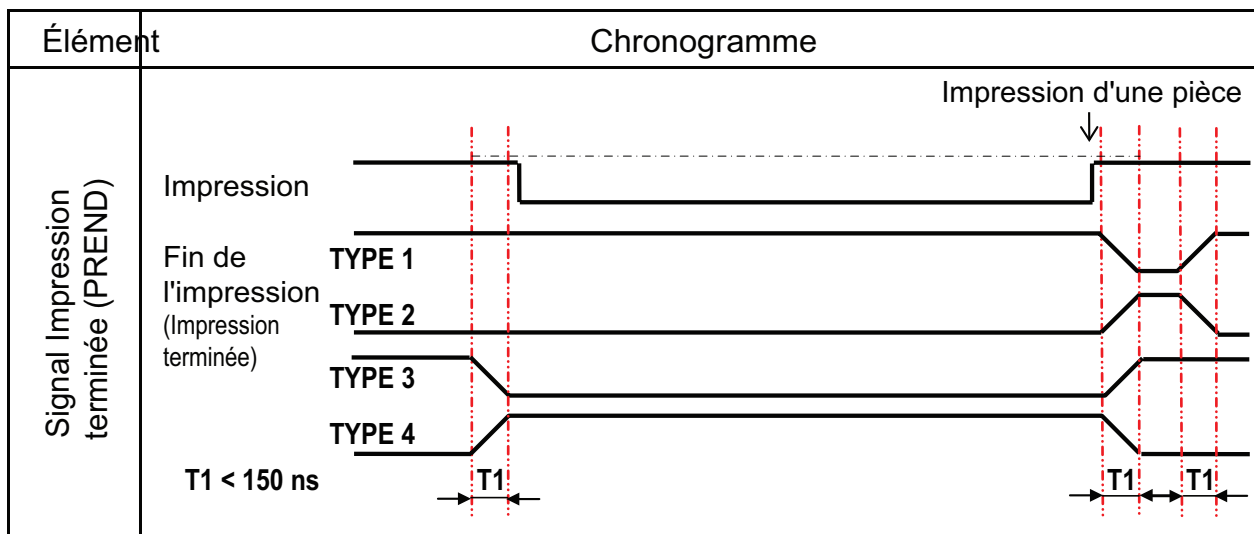 Élément
Chronogramme
Signal Impression
terminée (PREND)
Impression d'une pièce
Impression
Fin de
l'impression
(Impression
terminée)
TYPE 1
TYPE 2
TYPE 3
TYPE 4
T1 < 150 ns
T1
T1
T1